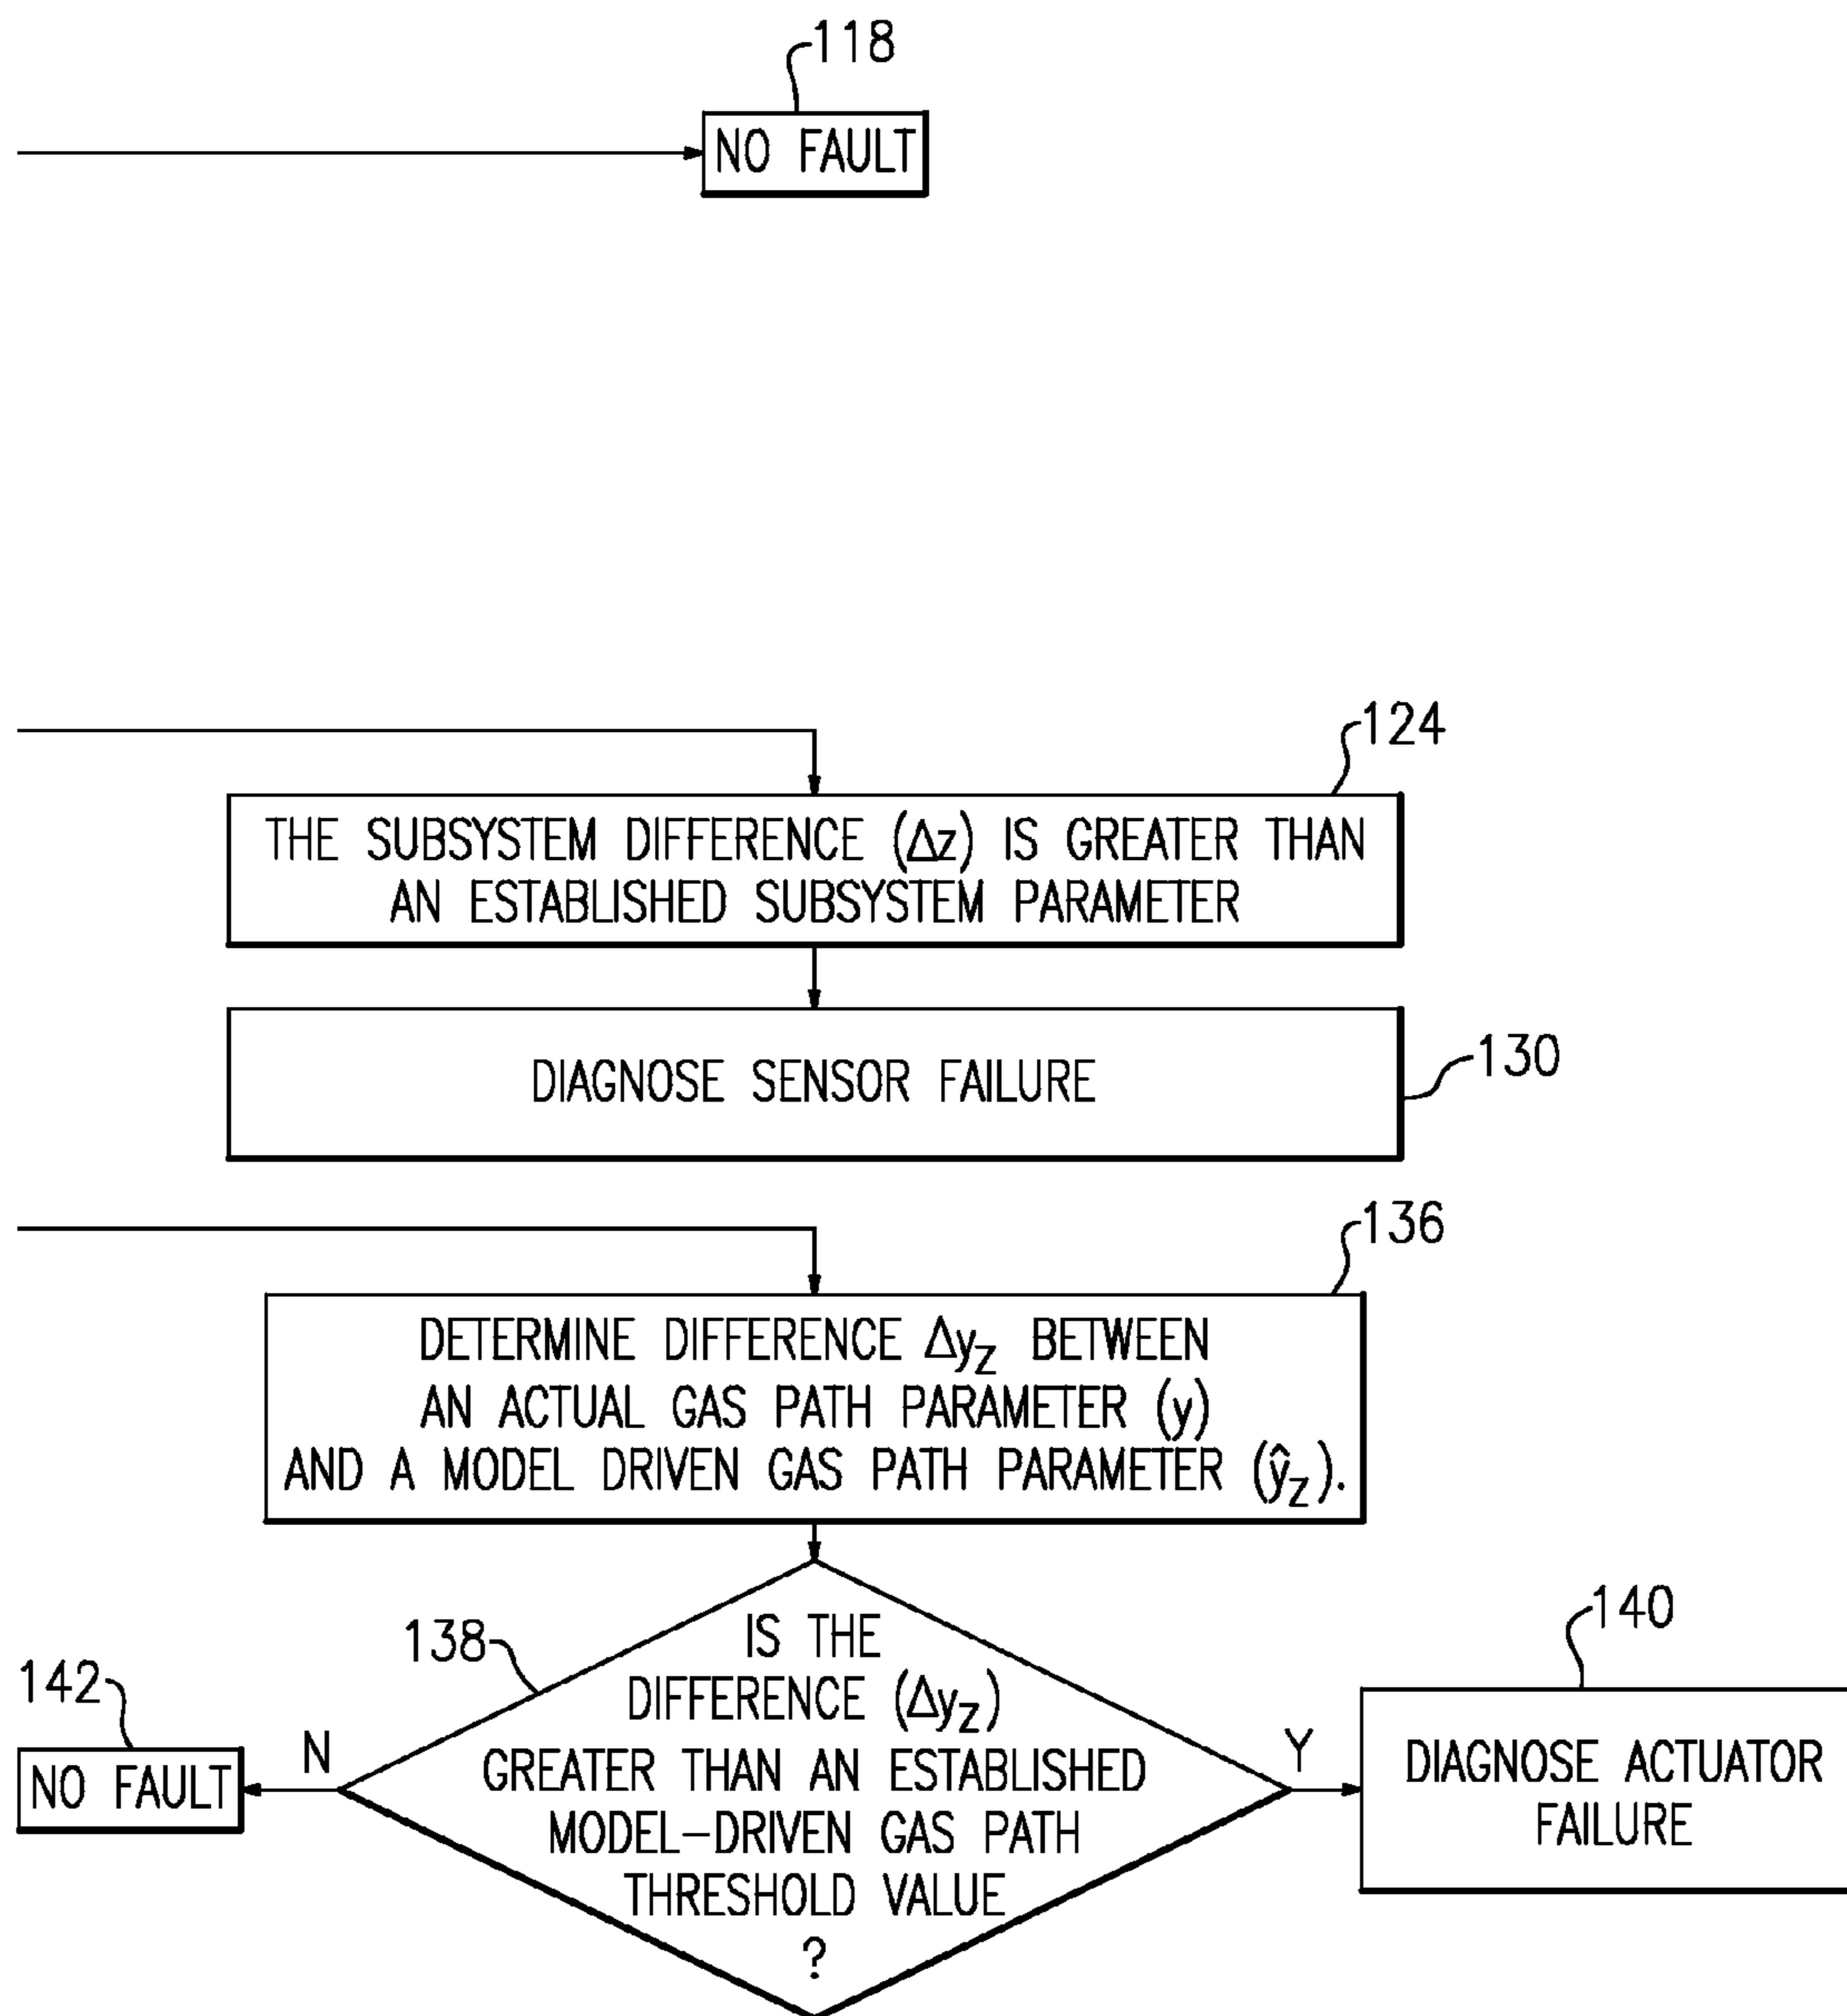 118
NO FAULT
124
THE SUBSYSTEM DIFFERENCE (Δz) IS GREATER THAN
AN ESTABLISHED SUBSYSTEM PARAMETER
DIAGNOSE SENSOR FAILURE
130
136
DETERMINE DIFFERENCE Δy_z BETWEEN
AN ACTUAL GAS PATH PARAMETER (y)
AND A MODEL DRIVEN GAS PATH PARAMETER (ŷ_z).
138
IS THE
DIFFERENCE (Δy_z)
GREATER THAN AN ESTABLISHED
MODEL-DRIVEN GAS PATH
THRESHOLD VALUE
?
142
N
NO FAULT
Y
140
DIAGNOSE ACTUATOR
FAILURE